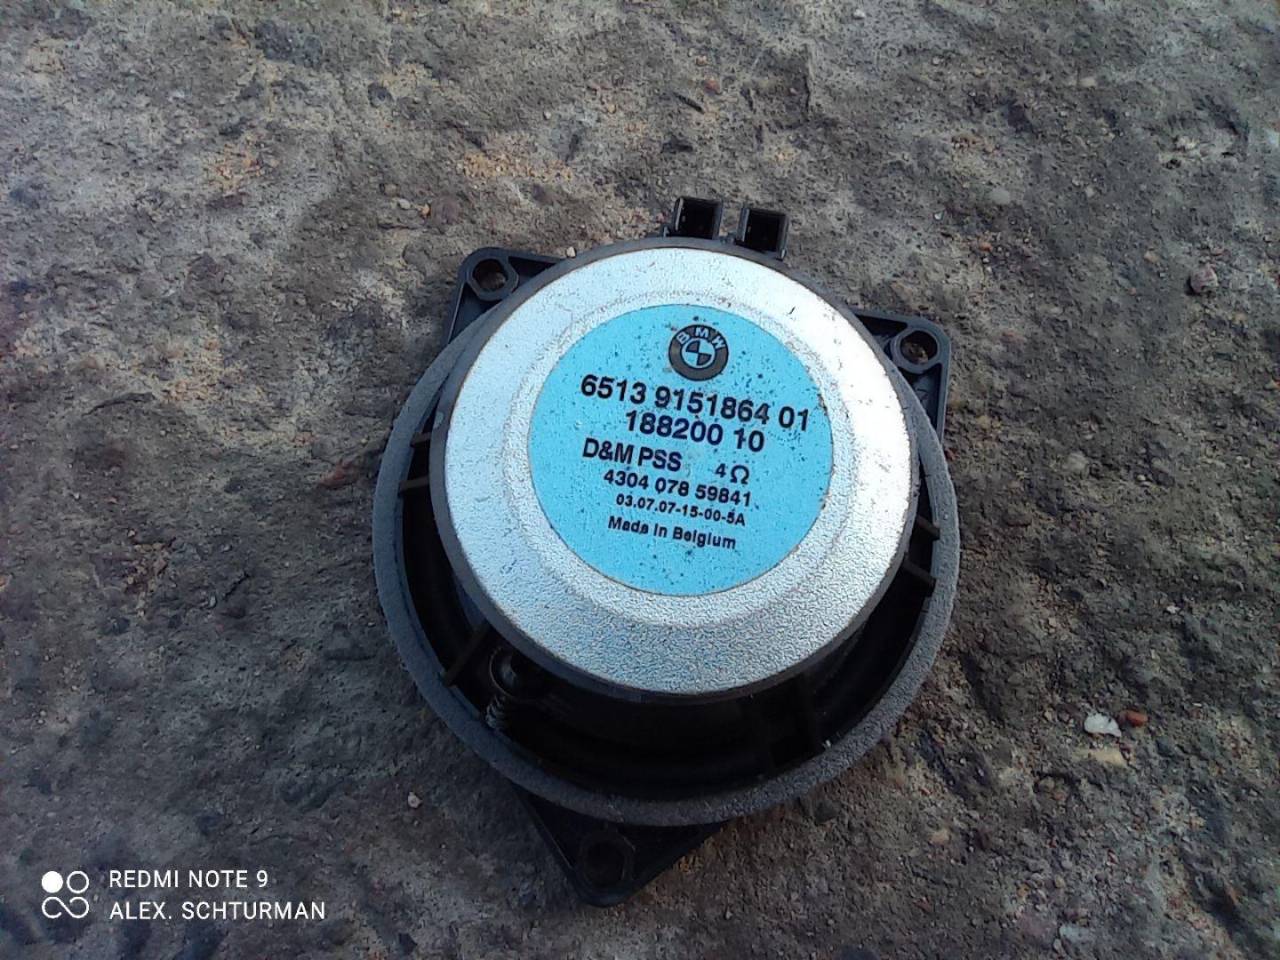 BMW
6513 9151864 01
188200 10
D&M PSS 4Ω
4304 078 59841
03.07.07-15-00-5A
Made in Belgium
REDMI NOTE 9
ALEX. SCHTURMAN